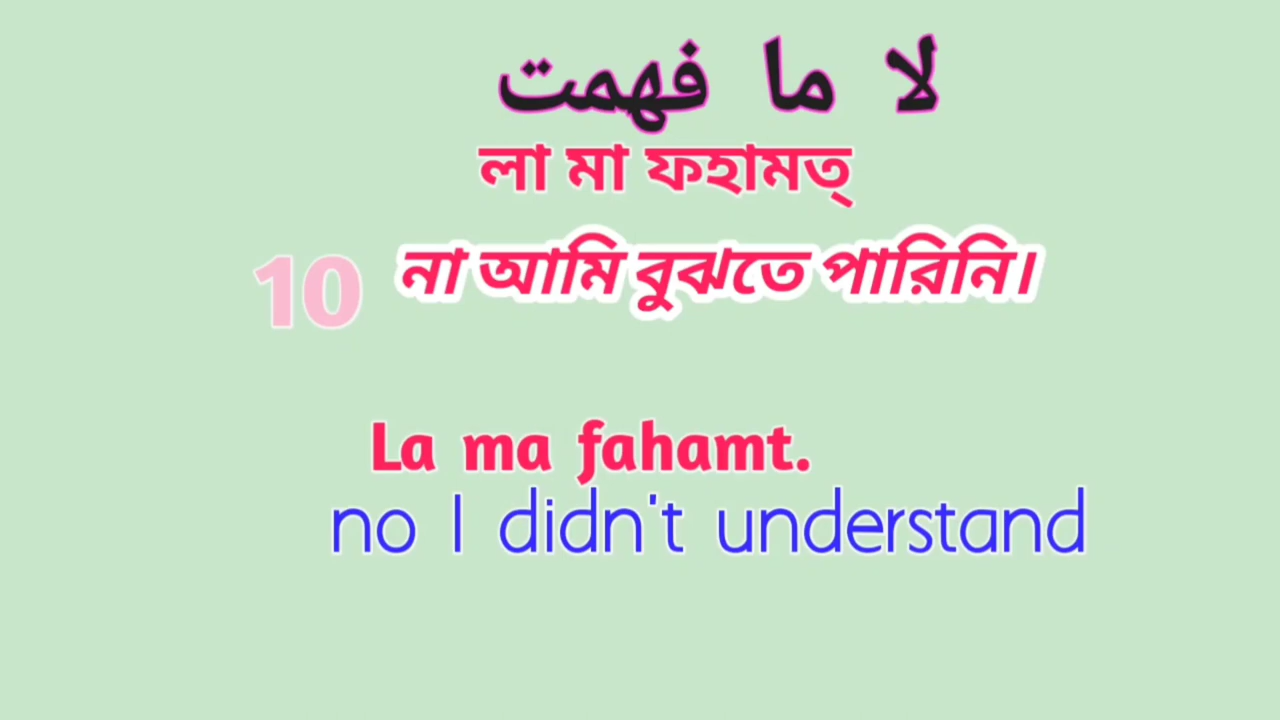 لا ما فهمت
লা মা ফহামত্
10 না আমি বুঝতে পারিনি।
La ma fahamt.
no I didn't understand